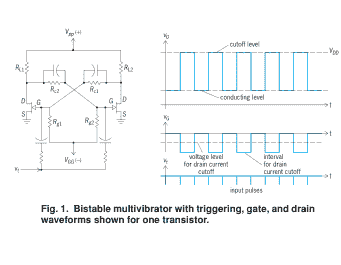 V_DD(+)
v_D
cutoff level
V_DD
R_L1
R_L2
R_c2
R_c1
conducting level
t
D
G
G
D
S
S
R_g1
R_g2
v_g
t
voltage level
for drain current
cutoff
interval
for drain
current cutoff
V_GG(−)
v_t
v_t
t
input pulses
Fig. 1. Bistable multivibrator with triggering, gate, and drain
waveforms shown for one transistor.